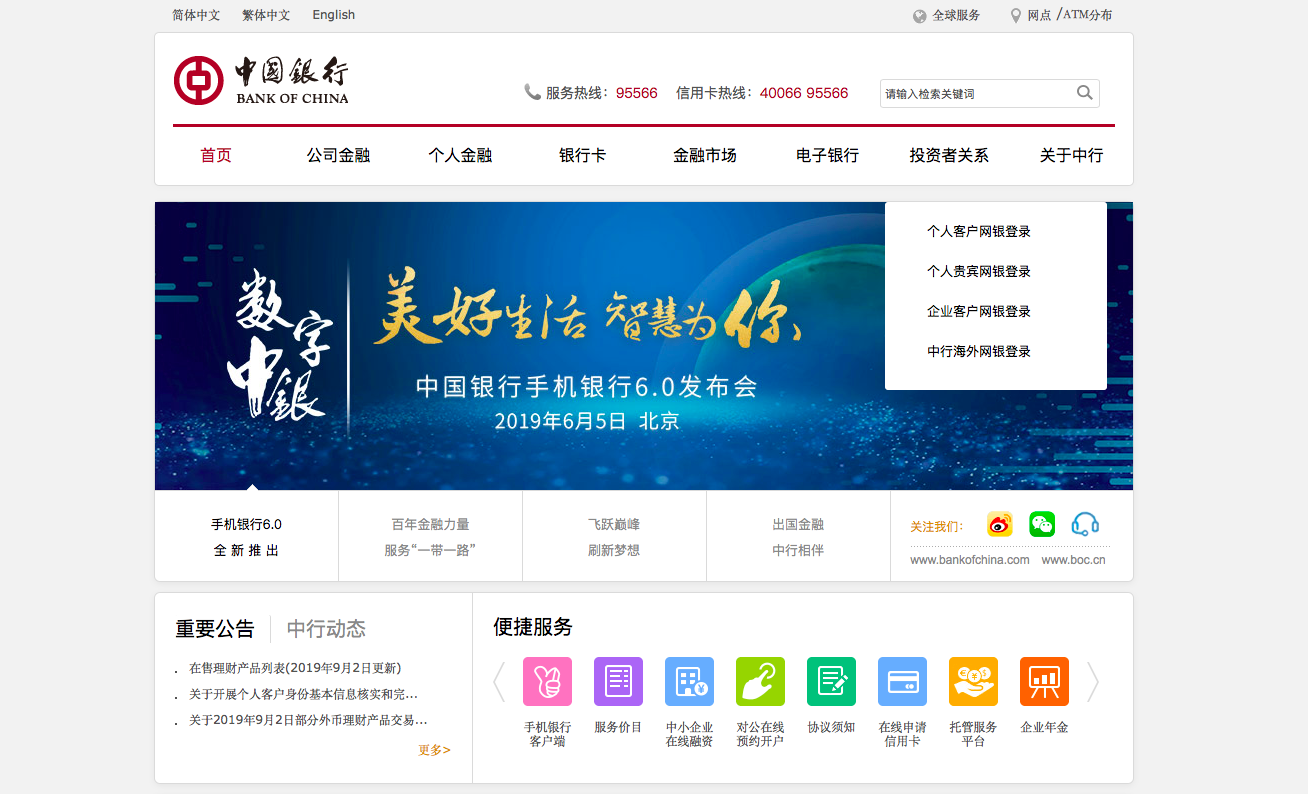 简体中文 繁体中文 English 全球服务 网点 /ATM分布
中國銀行
BANK OF CHINA
服务热线：95566 信用卡热线：40066 95566 请输入检索关键词
首页 公司金融 个人金融 银行卡 金融市场 电子银行 投资者关系 关于中行
个人客户网银登录
个人贵宾网银登录
企业客户网银登录
中行海外网银登录
数字
中銀
美好生活 智慧为你
中国银行手机银行6.0发布会
2019年6月5日 北京
手机银行6.0
全 新 推 出
百年金融力量
服务“一带一路”
飞跃巅峰
刷新梦想
出国金融
中行相伴
关注我们：
www.bankofchina.com www.boc.cn
重要公告 中行动态
在售理财产品列表(2019年9月2日更新)
关于开展个人客户身份基本信息核实和完...
关于2019年9月2日部分外币理财产品交易...
更多>
便捷服务
手机银行
客户端
服务价目
中小企业
在线融资
对公在线
预约开户
协议须知
在线申请
信用卡
托管服务
平台
企业年金